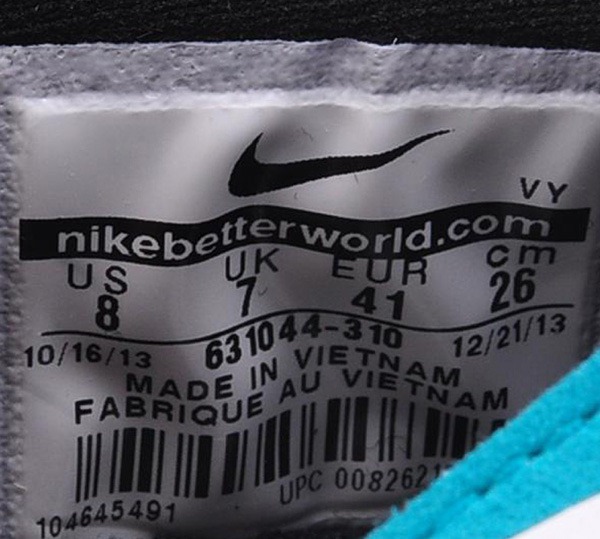 VY
nikebetterworld.com
US UK EUR cm
8 7 41 26
10/16/13 631044-310 12/21/13
MADE IN VIETNAM
FABRIQUE AU VIETNAM
UPC 0082621
104645491